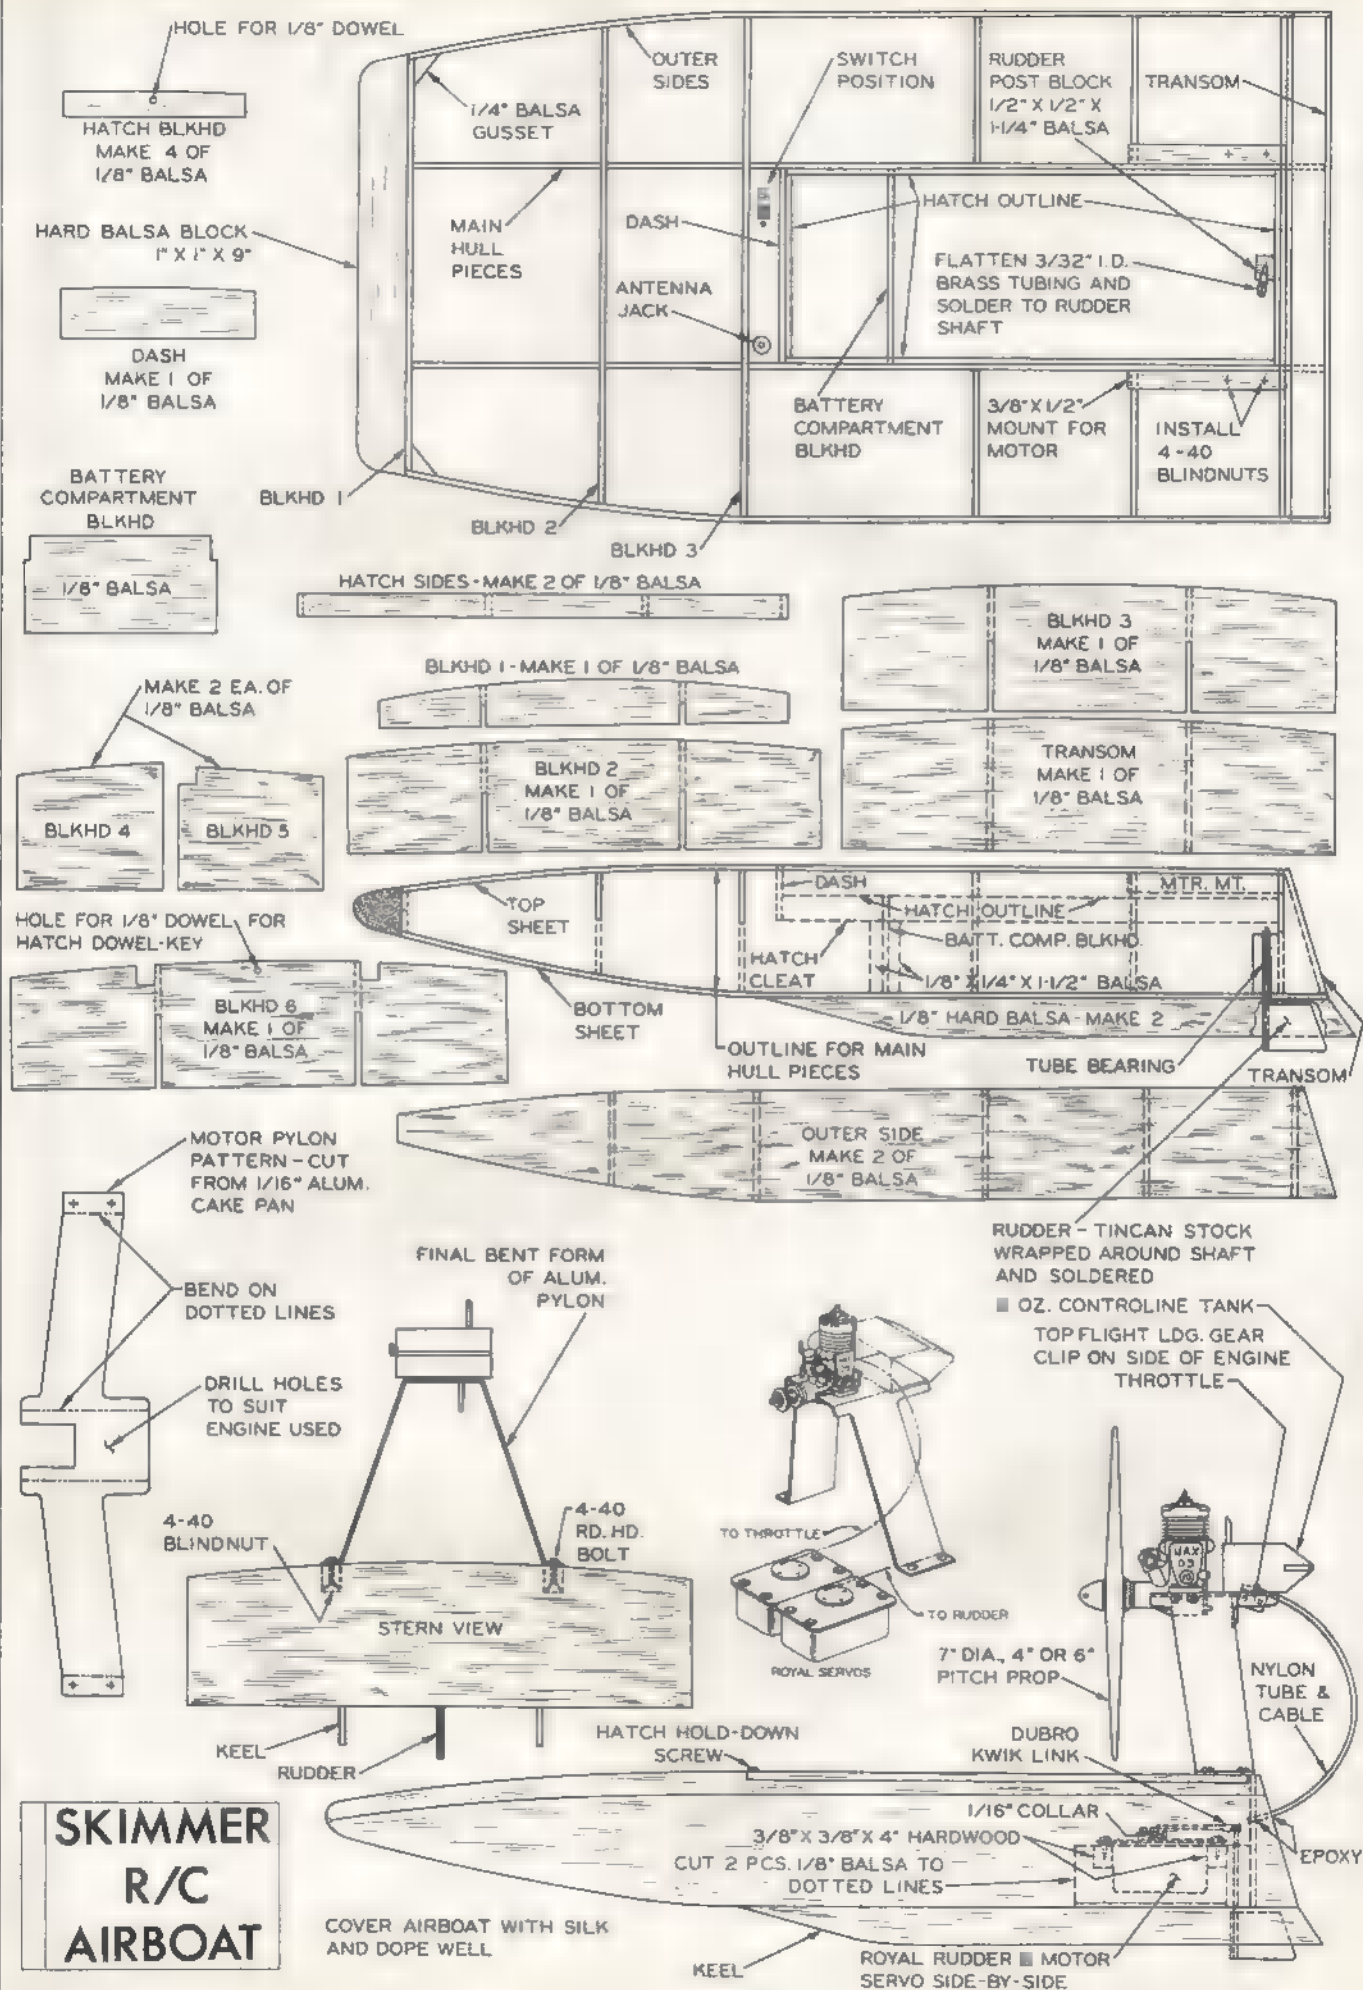 HOLE FOR 1/8" DOWEL
HATCH BLKHD
MAKE 4 OF
1/8" BALSA
HARD BALSA BLOCK
1" X 1" X 9"
DASH
MAKE 1 OF
1/8" BALSA
BATTERY
COMPARTMENT
BLKHD
1/8" BALSA
1/4" BALSA
GUSSET
OUTER
SIDES
SWITCH
POSITION
RUDDER
POST BLOCK
1/2" X 1/2" X
1-1/4" BALSA
TRANSOM
MAIN
HULL
PIECES
DASH
HATCH OUTLINE
ANTENNA
JACK
FLATTEN 3/32" I.D.
BRASS TUBING AND
SOLDER TO RUDDER
SHAFT
BATTERY
COMPARTMENT
BLKHD
3/8" X 1/2"
MOUNT FOR
MOTOR
INSTALL
4-40
BLINDNUTS
BLKHD 1
BLKHD 2
BLKHD 3
HATCH SIDES-MAKE 2 OF 1/8" BALSA
BLKHD 3
MAKE 1 OF
1/8" BALSA
BLKHD 1-MAKE 1 OF 1/8" BALSA
MAKE 2 EA. OF
1/8" BALSA
BLKHD 4
BLKHD 5
BLKHD 2
MAKE 1 OF
1/8" BALSA
TRANSOM
MAKE 1 OF
1/8" BALSA
HOLE FOR 1/8" DOWEL FOR
HATCH DOWEL-KEY
BLKHD 6
MAKE 1 OF
1/8" BALSA
TOP
SHEET
DASH
MTR. MT.
HATCH OUTLINE
BATT. COMP. BLKHD.
HATCH
CLEAT
1/8" X 1/4" X 1-1/2" BALSA
BOTTOM
SHEET
1/8" HARD BALSA-MAKE 2
OUTLINE FOR MAIN
HULL PIECES
TUBE BEARING
TRANSOM
OUTER SIDE
MAKE 2 OF
1/8" BALSA
MOTOR PYLON
PATTERN-CUT
FROM 1/16" ALUM.
CAKE PAN
BEND ON
DOTTED LINES
DRILL HOLES
TO SUIT
ENGINE USED
FINAL BENT FORM
OF ALUM.
PYLON
RUDDER - TINCAN STOCK
WRAPPED AROUND SHAFT
AND SOLDERED
OZ. CONTROLINE TANK
TOP FLIGHT LDG. GEAR
CLIP ON SIDE OF ENGINE
THROTTLE
4-40
BLINDNUT
4-40
RD. HD.
BOLT
STERN VIEW
KEEL
RUDDER
TO THROTTLE
TO RUDDER
ROYAL SERVOS
7" DIA., 4" OR 6"
PITCH PROP
NYLON
TUBE &
CABLE
HATCH HOLD-DOWN
SCREW
DUBRO
KWIK LINK
1/16" COLLAR
3/8" X 3/8" X 4" HARDWOOD
CUT 2 PCS. 1/8" BALSA TO
DOTTED LINES
EPOXY
SKIMMER
R/C
AIRBOAT
COVER AIRBOAT WITH SILK
AND DOPE WELL
KEEL
ROYAL RUDDER MOTOR
SERVO SIDE-BY-SIDE